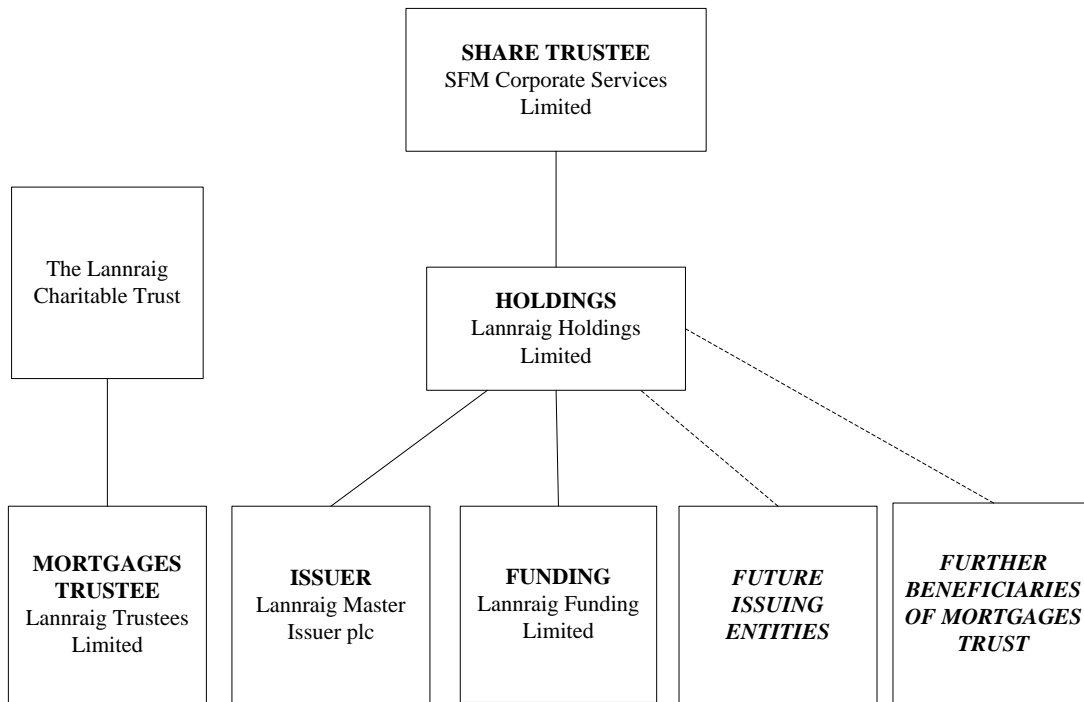 SHARE TRUSTEE
SFM Corporate Services
Limited
The Lannraig
Charitable Trust
HOLDINGS
Lannraig Holdings
Limited
MORTGAGES
TRUSTEE
Lannraig Trustees
Limited
ISSUER
Lannraig Master
Issuer plc
FUNDING
Lannraig Funding
Limited
FUTURE
ISSUING
ENTITIES
FURTHER
BENEFICIARIES
OF MORTGAGES
TRUST